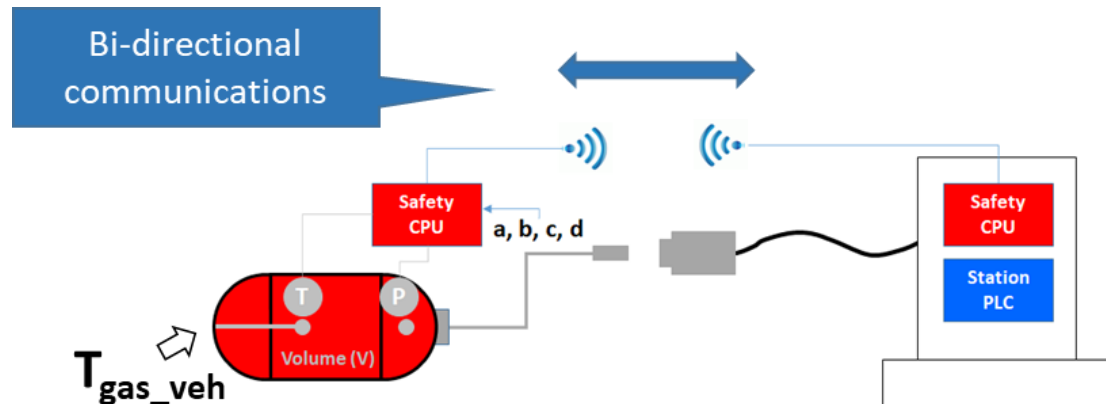 Bi-directional
communications
Safety
CPU
a, b, c, d
Safety
CPU
Station
PLC
T
P
Volume (V)
Tgas_veh